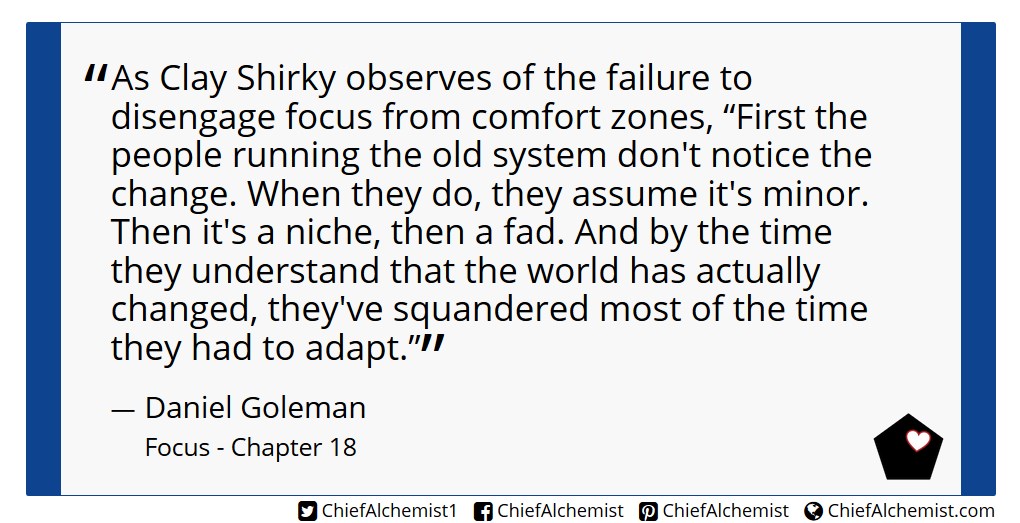 “As Clay Shirky observes of the failure to
disengage focus from comfort zones, “First the
people running the old system don't notice the
change. When they do, they assume it's minor.
Then it's a niche, then a fad. And by the time
they understand that the world has actually
changed, they've squandered most of the time
they had to adapt.””
— Daniel Goleman
Focus - Chapter 18
ChiefAlchemist1 ChiefAlchemist ChiefAlchemist ChiefAlchemist.com